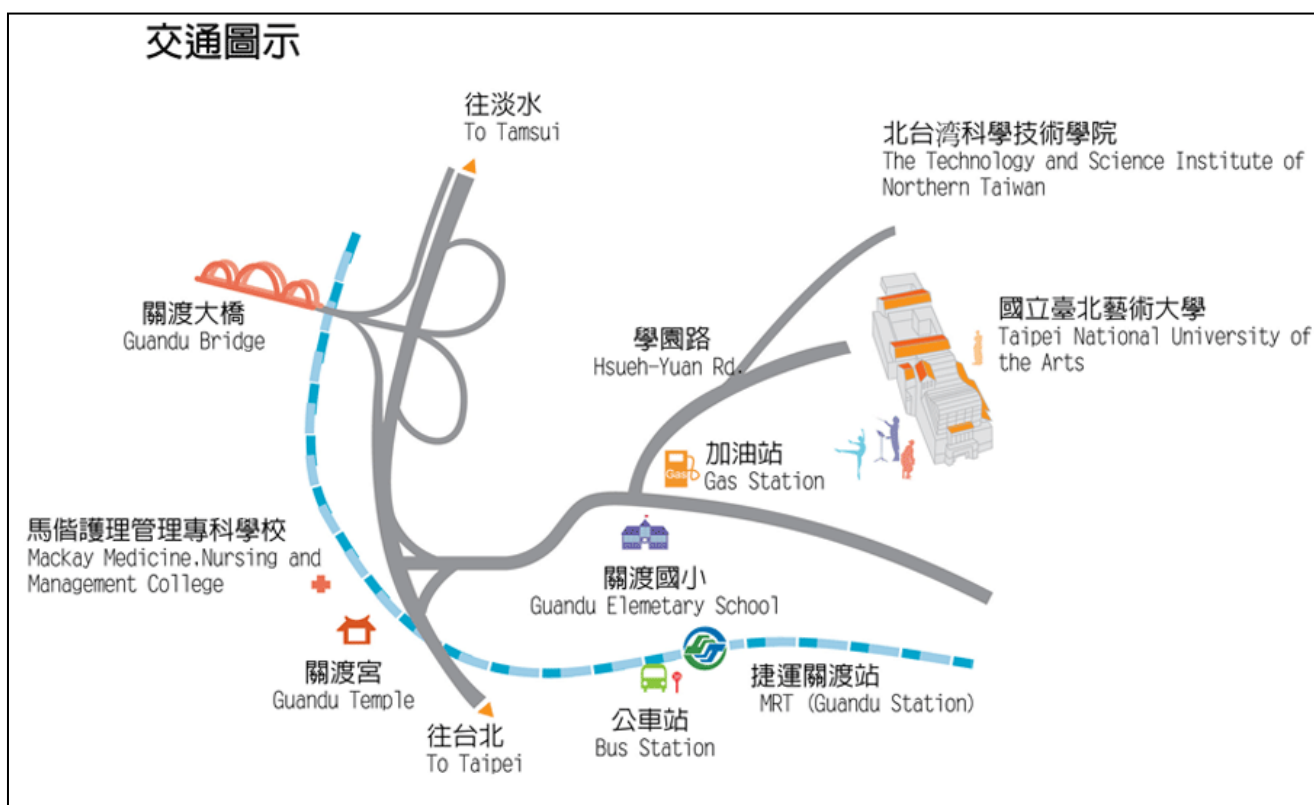 交通圖示
往淡水
To Tamsui
北台湾科學技術學院
The Technology and Science Institute of
Northern Taiwan
關渡大橋
Guandu Bridge
學園路
Hsueh-Yuan Rd.
國立臺北藝術大學
Taipei National University of
the Arts
加油站
Gas Station
Gas
馬偕護理管理專科學校
Mackay Medicine.Nursing and
Management College
關渡國小
Guandu Elemetary School
關渡宮
Guandu Temple
捷運關渡站
MRT (Guandu Station)
公車站
Bus Station
往台北
To Taipei